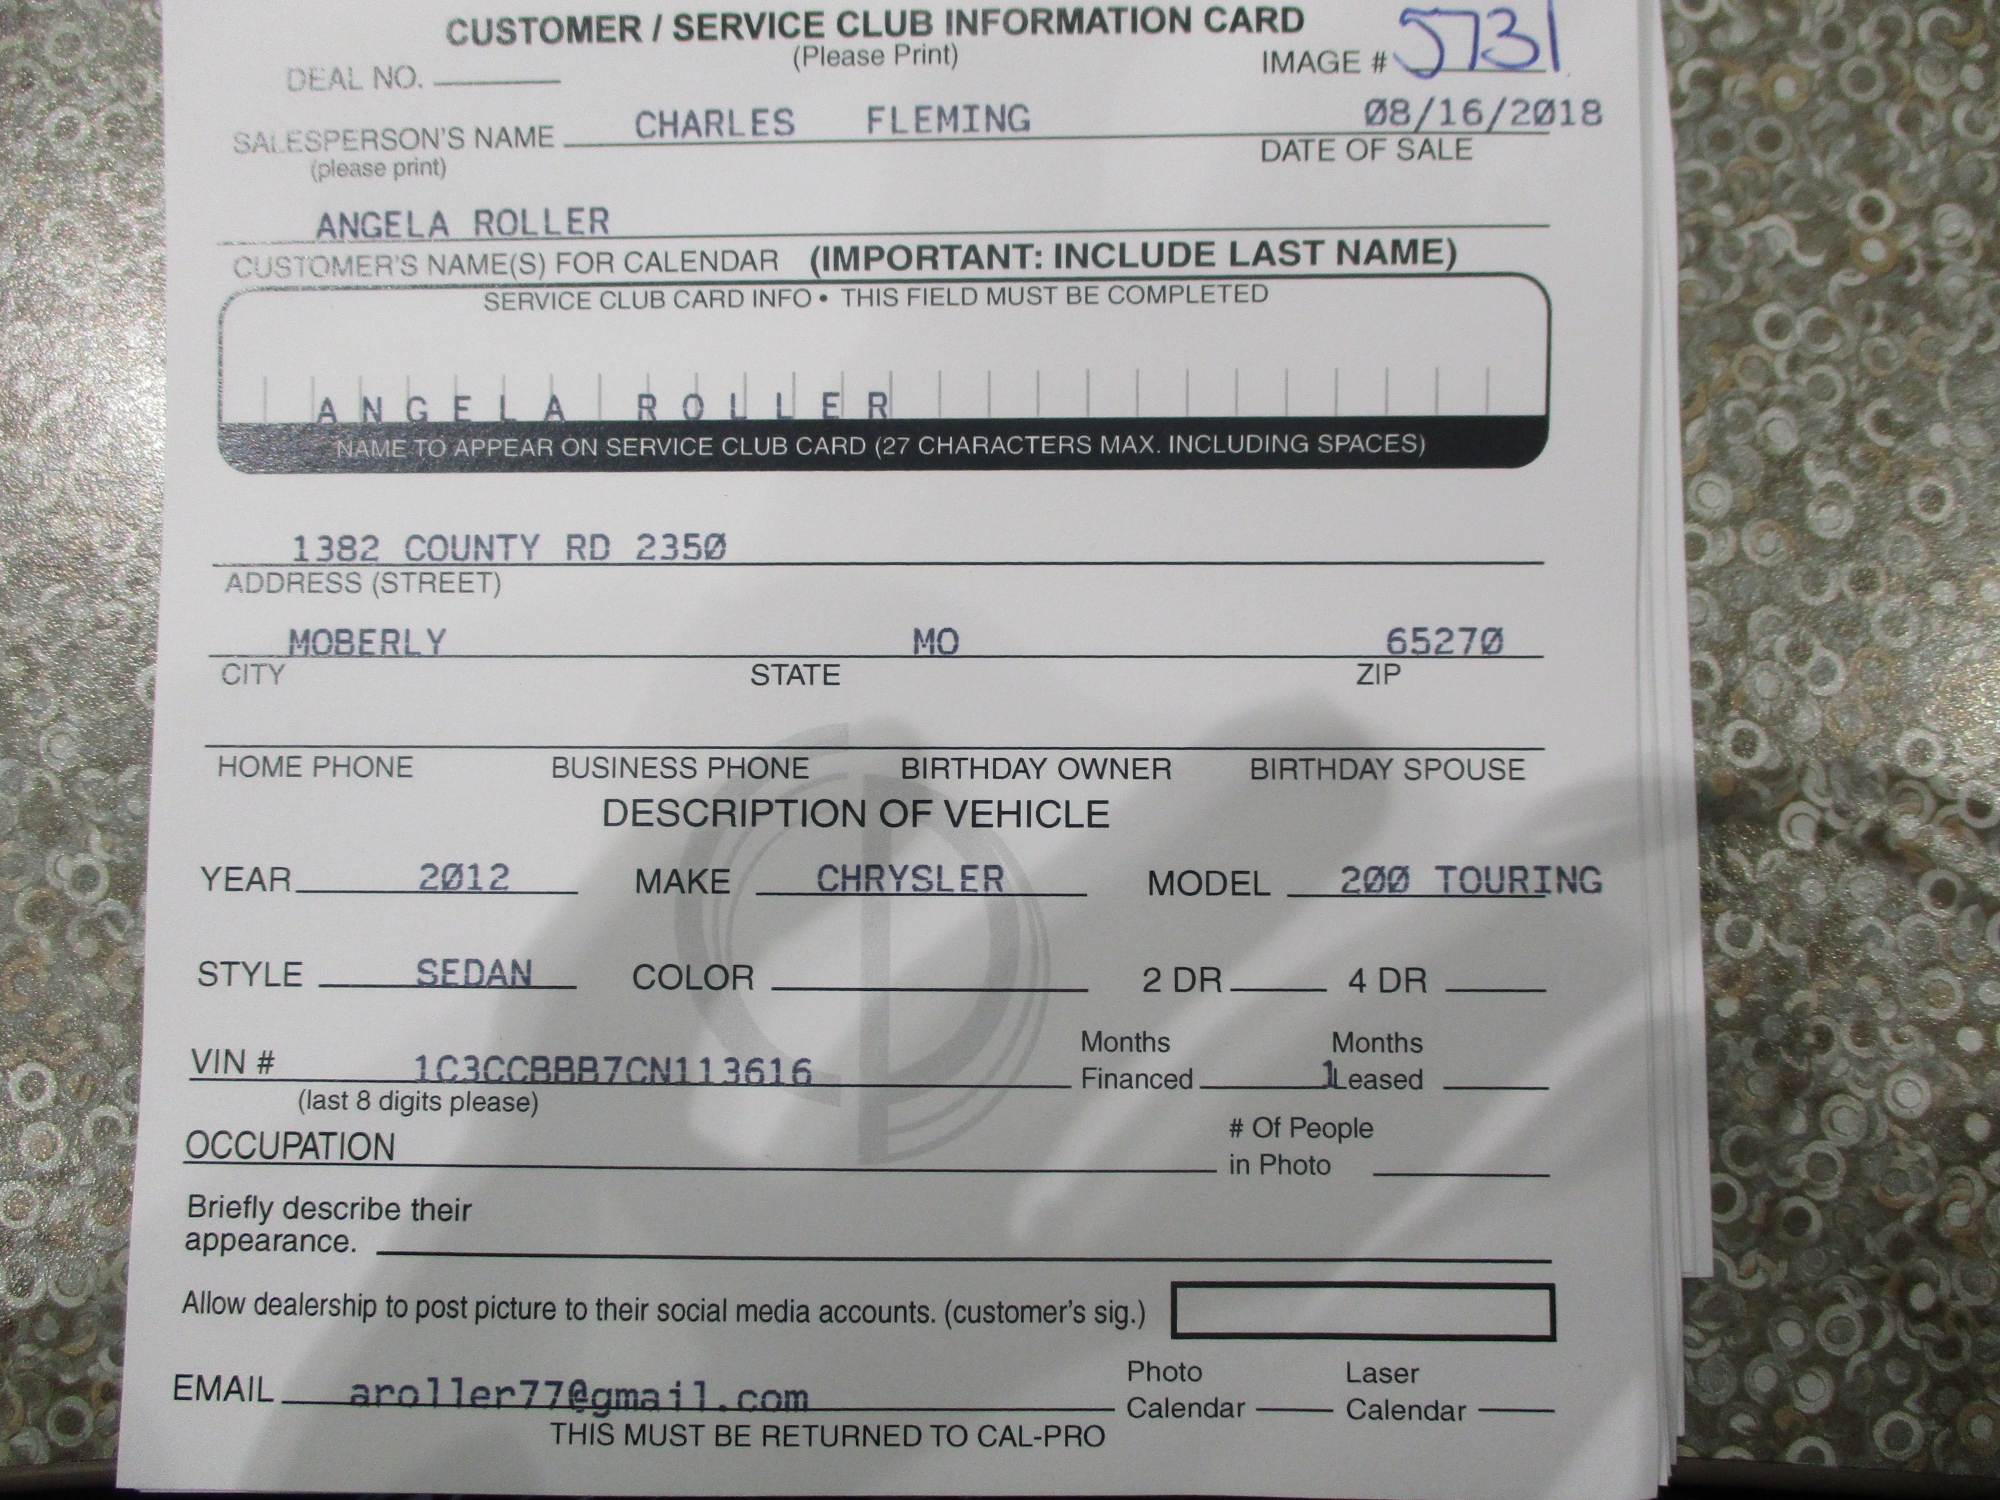 CUSTOMER / SERVICE CLUB INFORMATION CARD
(Please Print)
DEAL NO. IMAGE # 5731
SALESPERSON'S NAME CHARLES FLEMING 08/16/2018
(please print) DATE OF SALE
ANGELA ROLLER
CUSTOMER'S NAME(S) FOR CALENDAR (IMPORTANT: INCLUDE LAST NAME)
SERVICE CLUB CARD INFO • THIS FIELD MUST BE COMPLETED
ANGELA ROLLER
NAME TO APPEAR ON SERVICE CLUB CARD (27 CHARACTERS MAX. INCLUDING SPACES)
1382 COUNTY RD 2350
ADDRESS (STREET)
MOBERLY MO 65270
CITY STATE ZIP
HOME PHONE BUSINESS PHONE BIRTHDAY OWNER BIRTHDAY SPOUSE
DESCRIPTION OF VEHICLE
YEAR 2012 MAKE CHRYSLER MODEL 200 TOURING
STYLE SEDAN COLOR 2 DR 4 DR
VIN # 1C3CCBBB7CN113616 Months Financed 1 Months Leased
(last 8 digits please)
OCCUPATION # Of People in Photo
Briefly describe their
appearance.
Allow dealership to post picture to their social media accounts. (customer's sig.)
EMAIL aroller77@gmail.com Photo Calendar Laser Calendar
THIS MUST BE RETURNED TO CAL-PRO